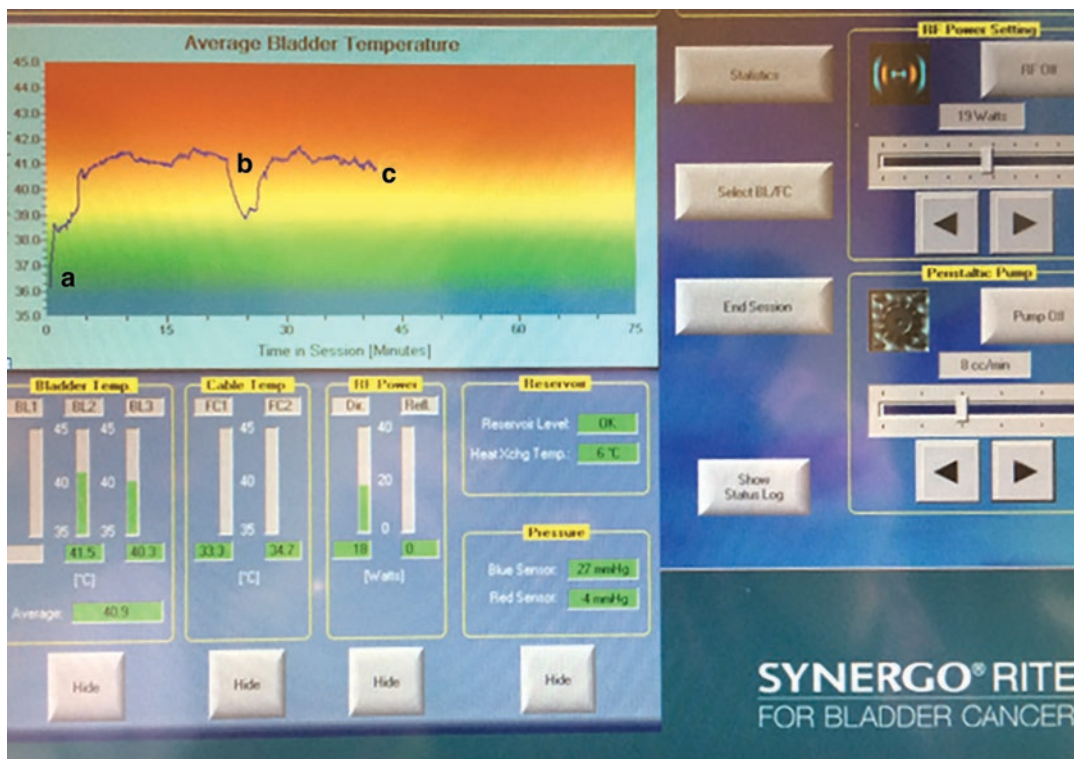 Average Bladder Temperature
45.0
44.0
43.0
42.0
41.0
40.0
39.0
38.0
37.0
36.0
35.0
a
b
c
0 15 30 45 60 75
Time in Session [Minutes]
Statistics
Select BL/FC
End Session
Show
Status Log
RF Power Setting
RF Off
19 Watts
Peristaltic Pump
Pump Off
8 cc/min
Bladder Temp.
BL1 BL2 BL3
45 45
40 40
35 35
41.5 40.3
[°C]
Average: 40.9
Hide
Cable Temp
FC1 FC2
45
40
35
33.3 34.7
[°C]
Hide
RF Power
Dir. Refl.
40
20
0
18 0
[Watts]
Hide
Reservoir
Reservoir Level: OK
Heat Xchg Temp.: 6 °C
Pressure
Blue Sensor: 27 mmHg
Red Sensor: -4 mmHg
Hide
SYNERGO® RITE
FOR BLADDER CANCER